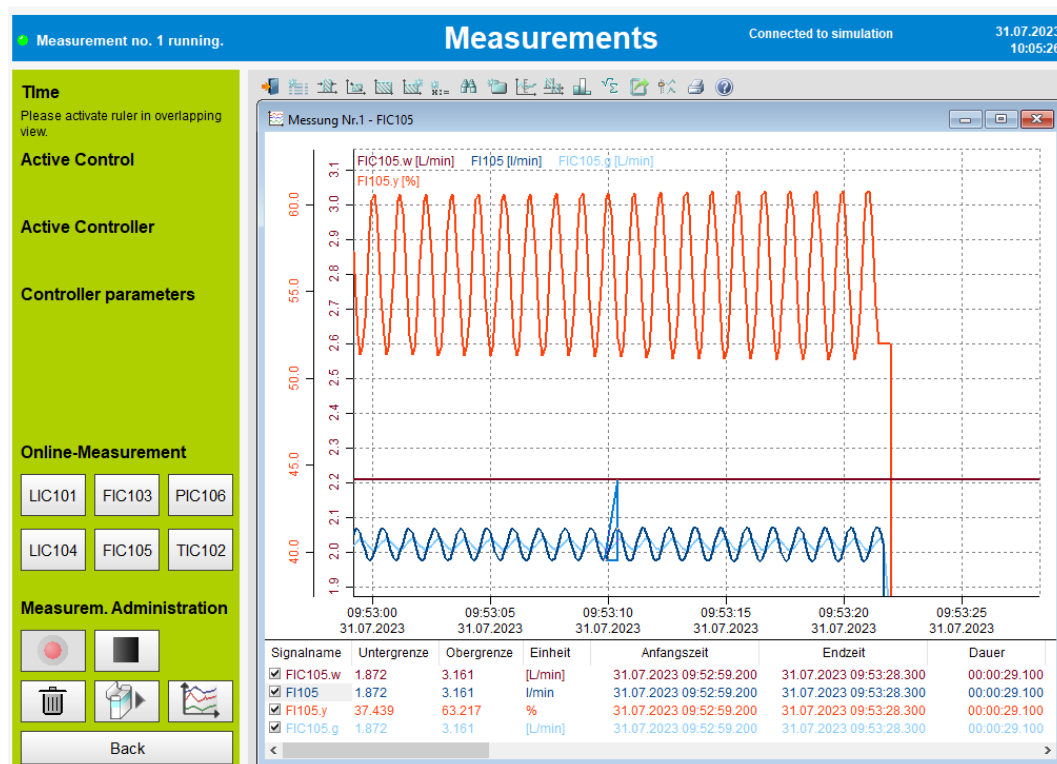 Measurement no. 1 running.
Measurements
Connected to simulation
31.07.2023
10:05:26
TIme
Please activate ruler in overlapping
view.
Active Control
Active Controller
Controller parameters
Online-Measurement
LIC101 FIC103 PIC106
LIC104 FIC105 TIC102
Measurem. Administration
Back
Messung Nr.1 - FIC105
FIC105.w [L/min] FI105 [l/min] FIC105.g [L/min]
FI105.y [%]
60.0
55.0
50.0
45.0
40.0
3.1
3.0
2.9
2.8
2.7
2.6
2.5
2.4
2.3
2.2
2.1
2.0
1.9
09:53:00 09:53:05 09:53:10 09:53:15 09:53:20 09:53:25
31.07.2023 31.07.2023 31.07.2023 31.07.2023 31.07.2023 31.07.2023
Signalname Untergrenze Obergrenze Einheit Anfangszeit Endzeit Dauer
FIC105.w 1.872 3.161 [L/min] 31.07.2023 09:52:59.200 31.07.2023 09:53:28.300 00:00:29.100
FI105 1.872 3.161 l/min 31.07.2023 09:52:59.200 31.07.2023 09:53:28.300 00:00:29.100
FI105.y 37.439 63.217 % 31.07.2023 09:52:59.200 31.07.2023 09:53:28.300 00:00:29.100
FIC105.g 1.872 3.161 [L/min] 31.07.2023 09:52:59.200 31.07.2023 09:53:28.300 00:00:29.100